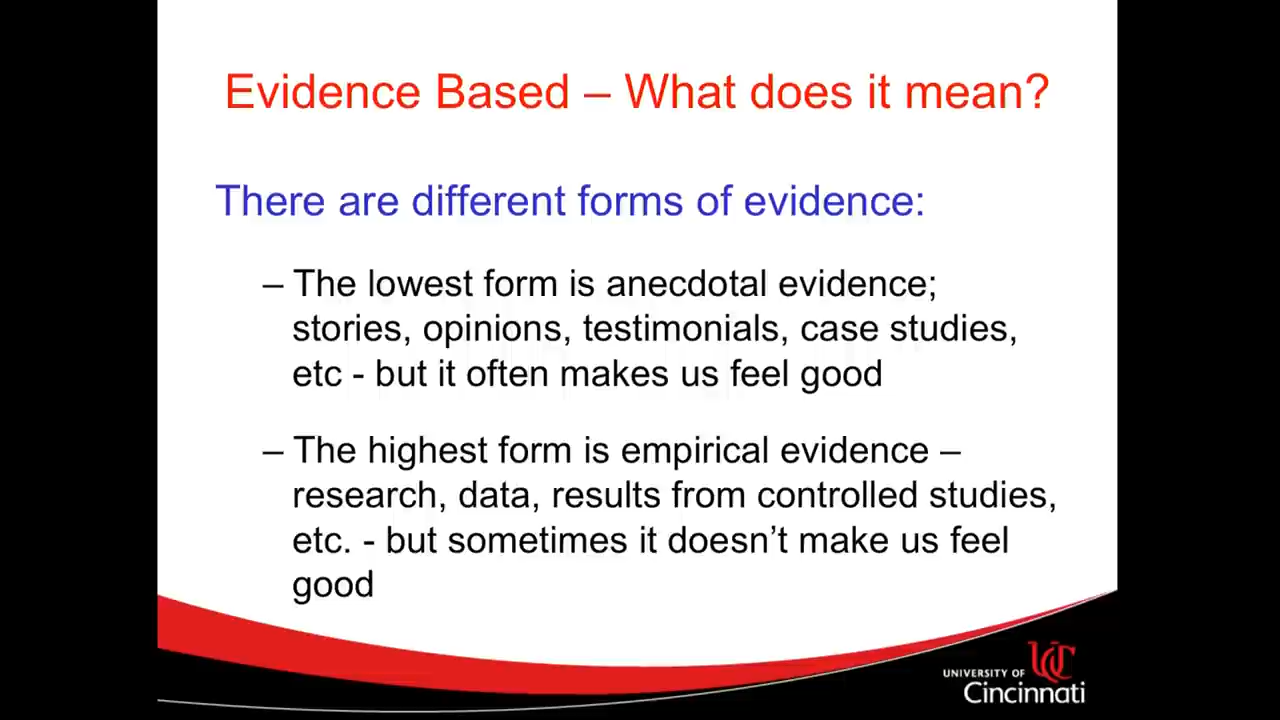 Evidence Based – What does it mean?
There are different forms of evidence:
– The lowest form is anecdotal evidence;
stories, opinions, testimonials, case studies,
etc - but it often makes us feel good
– The highest form is empirical evidence –
research, data, results from controlled studies,
etc. - but sometimes it doesn’t make us feel
good
UC
UNIVERSITY OF
Cincinnati